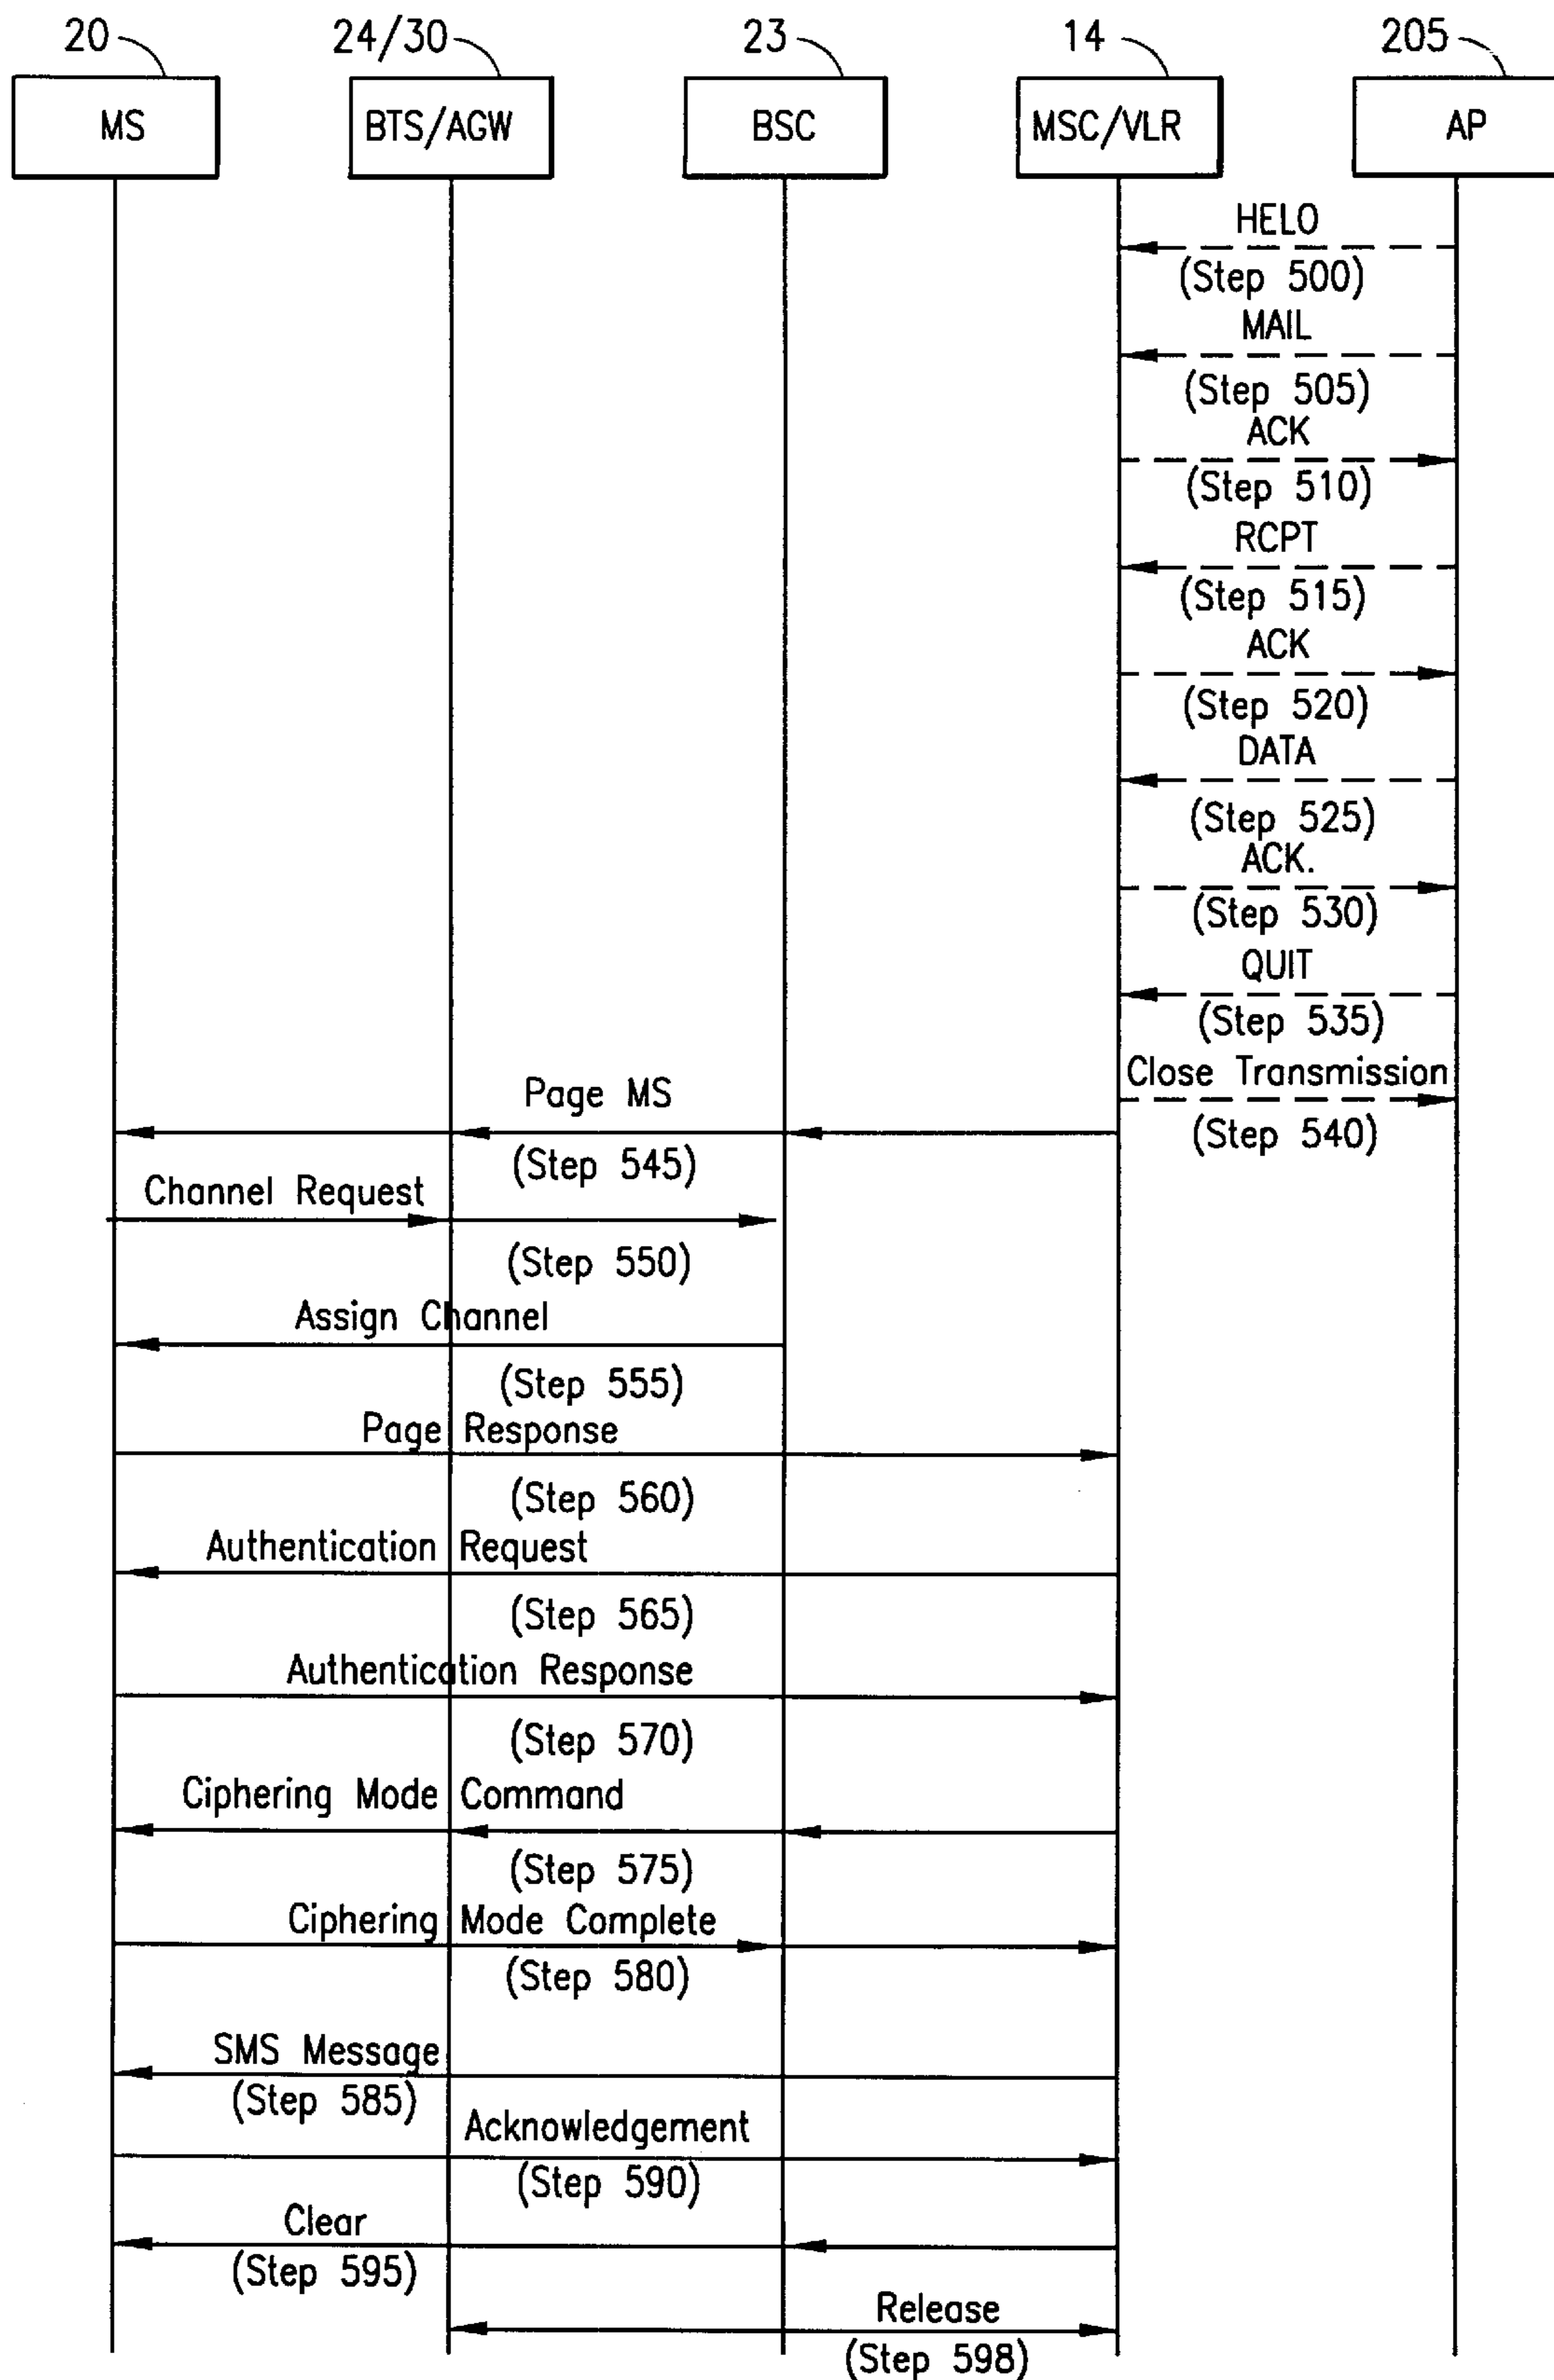 20 24/30 23 14 205
MS BTS/AGW BSC MSC/VLR AP
HELO
(Step 500)
MAIL
(Step 505)
ACK
(Step 510)
RCPT
(Step 515)
ACK
(Step 520)
DATA
(Step 525)
ACK.
(Step 530)
QUIT
(Step 535)
Close Transmission
(Step 540)
Page MS
(Step 545)
Channel Request
(Step 550)
Assign Channel
(Step 555)
Page Response
(Step 560)
Authentication Request
(Step 565)
Authentication Response
(Step 570)
Ciphering Mode Command
(Step 575)
Ciphering Mode Complete
(Step 580)
SMS Message
(Step 585)
Acknowledgement
(Step 590)
Clear
(Step 595)
Release
(Step 598)